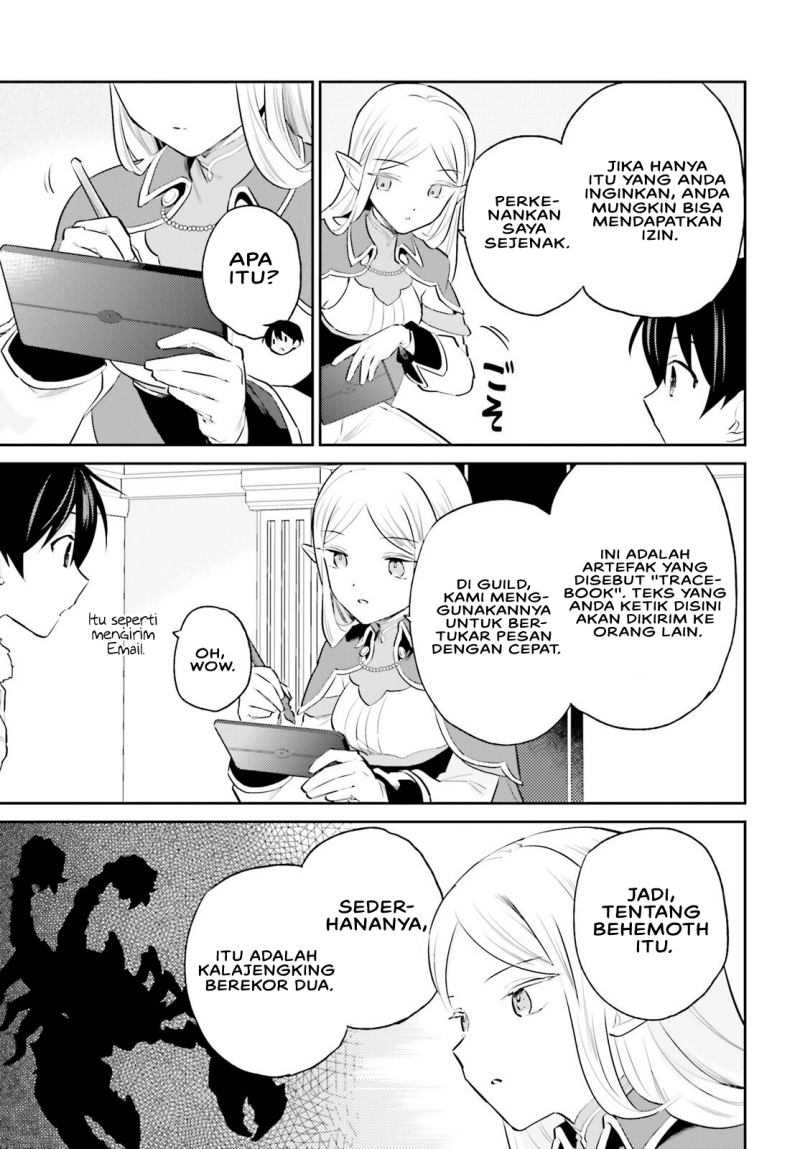 JIKA HANYA
ITU YANG ANDA
INGINKAN, ANDA
MUNGKIN BISA
MENDAPATKAN
IZIN.
PERKE-
NANKAN
SAYA
SEJENAK.
APA
ITU?
INI ADALAH
ARTEFAK YANG
DISEBUT "TRACE-
BOOK". TEKS YANG
ANDA KETIK DISINI
AKAN DIKIRIM KE
ORANG LAIN.
DI GUILD,
KAMI MENG-
GUNAKANNYA
UNTUK BER-
TUKAR PESAN
DENGAN CEPAT.
OH,
WOW.
Itu seperti
mengirim
Email.
JADI,
TENTANG
BEHEMOTH
ITU.
SEDER-
HANANYA,
ITU ADALAH
KALAJENGKING
BEREKOR DUA.